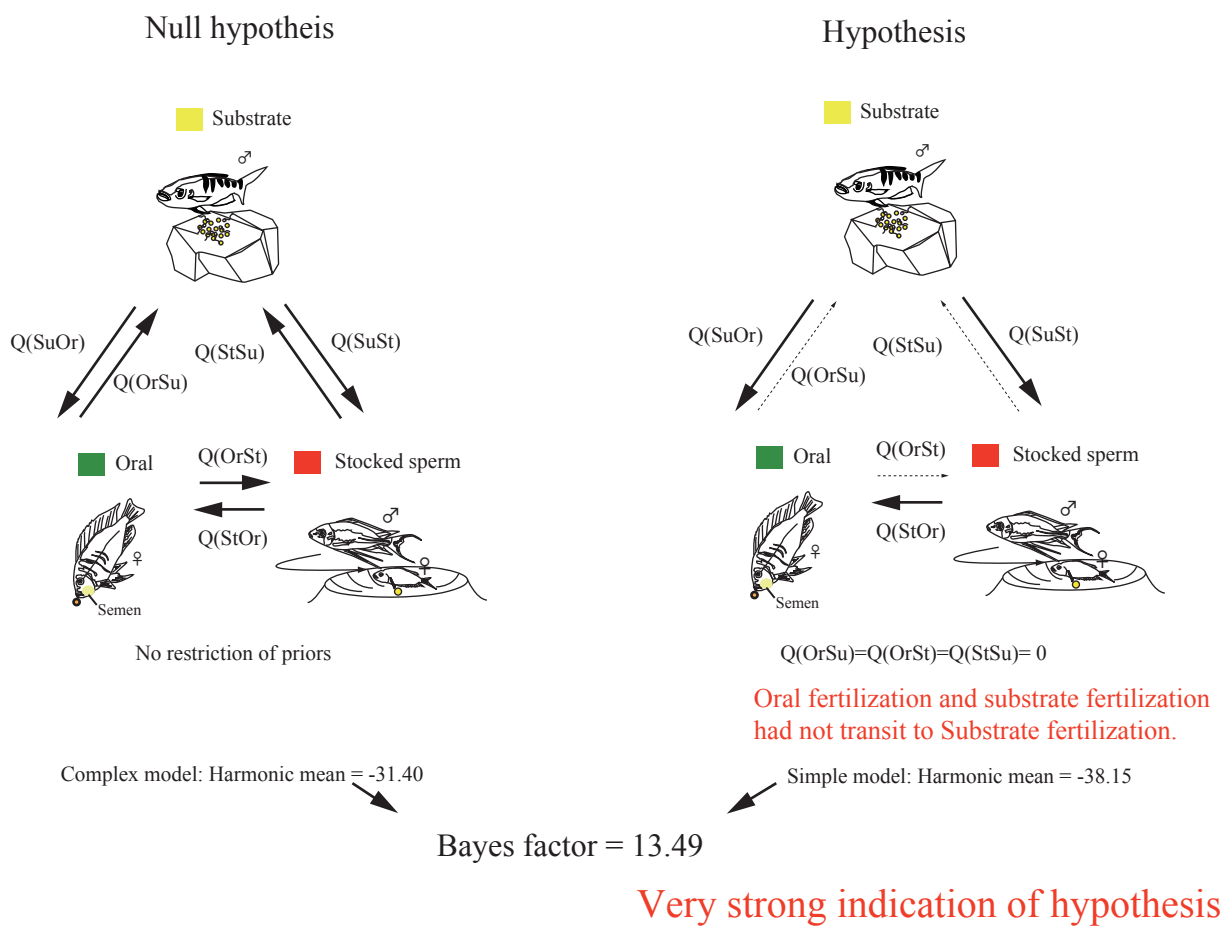 Null hypotheis
Substrate
♂
Q(SuOr)
Q(OrSu)
Q(StSu)
Q(SuSt)
Oral
Q(OrSt)
Stocked sperm
Q(StOr)
♂
♀
♀
Semen
No restriction of priors
Complex model: Harmonic mean = -31.40
Hypothesis
Substrate
♂
Q(SuOr)
Q(OrSu)
Q(StSu)
Q(SuSt)
Oral
Q(OrSt)
Stocked sperm
Q(StOr)
♂
♀
♀
Semen
Q(OrSu)=Q(OrSt)=Q(StSu)= 0
Oral fertilization and substrate fertilization
had not transit to Substrate fertilization.
Simple model: Harmonic mean = -38.15
Bayes factor = 13.49
Very strong indication of hypothesis